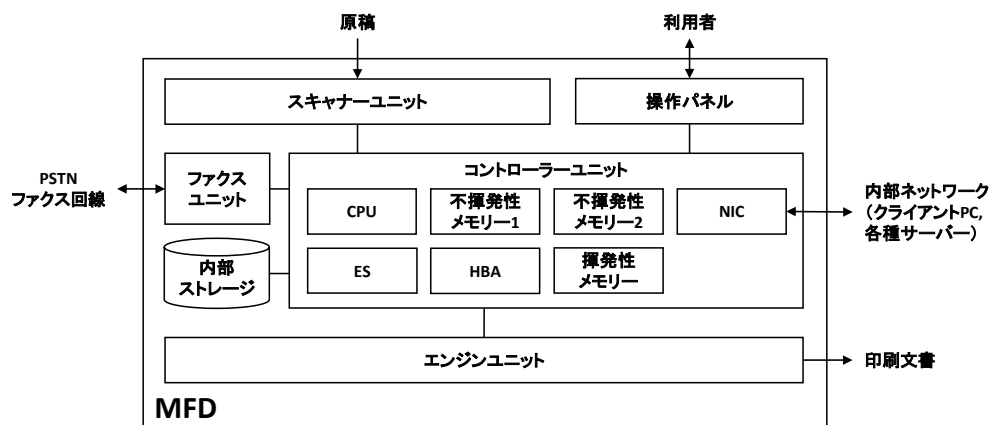 原稿
利用者
スキャナーユニット
操作パネル
コントローラーユニット
PSTN
ファクス回線
ファクス
ユニット
CPU
不揮発性
メモリー1
不揮発性
メモリー2
NIC
内部ネットワーク
(クライアントPC,
各種サーバー)
内部
ストレージ
ES
HBA
揮発性
メモリー
エンジンユニット
印刷文書
MFD